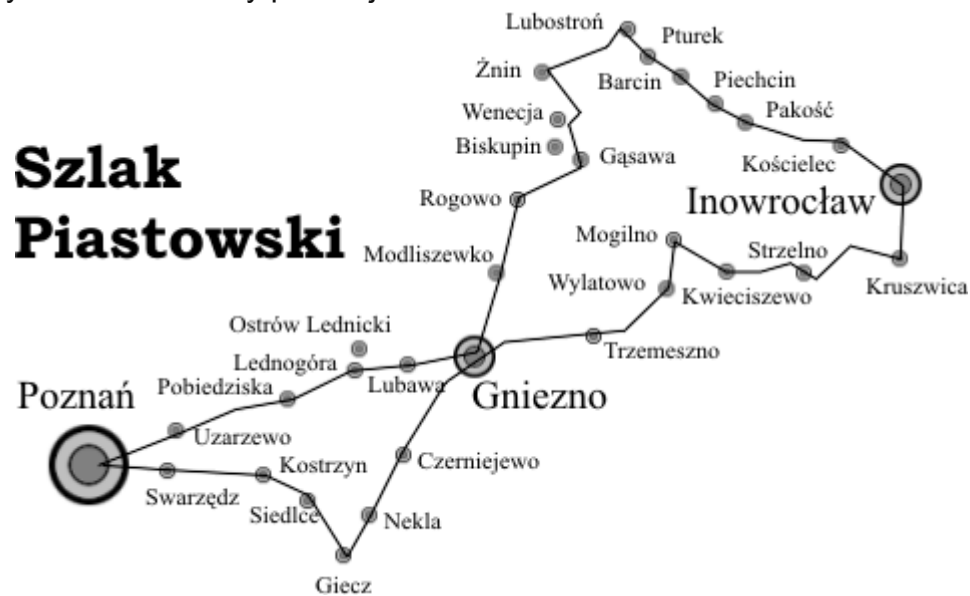 Lubostroń
Pturek
Żnin
Barcin
Piechcin
Wenecja
Pakość
Szlak
Piastowski
Biskupin
Gąsawa
Kościelec
Rogowo
Inowrocław
Mogilno
Strzelno
Modliszewko
Wylatowo
Kwieciszewo
Kruszwica
Ostrów Lednicki
Lednogóra
Trzemeszno
Poznań
Pobiedziska
Lubawa
Gniezno
Uzarzewo
Kostrzyn
Czerniejewo
Swarzędz
Siedlce
Nekla
Giecz